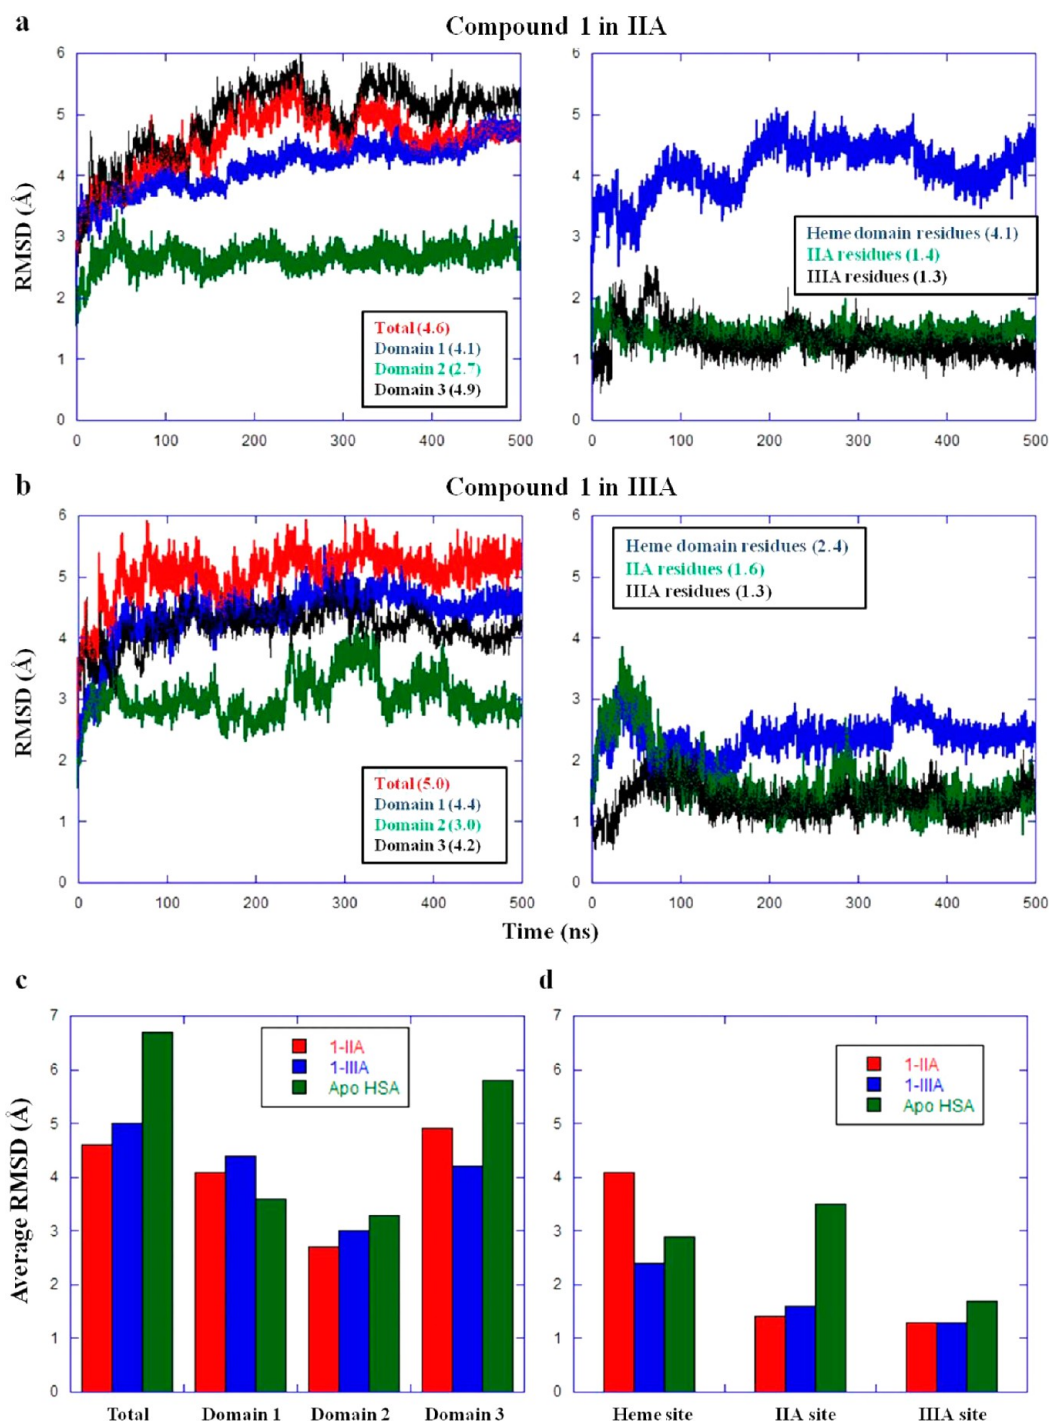 a
Compound 1 in IIA
6
5
4
3
2
1
0
RMSD (Å)
Total (4.6)
Domain 1 (4.1)
Domain 2 (2.7)
Domain 3 (4.9)
0 100 200 300 400 500
6
5
4
3
2
1
0
Heme domain residues (4.1)
IIA residues (1.4)
IIIA residues (1.3)
0 100 200 300 400 500
b
Compound 1 in IIIA
6
5
4
3
2
1
0
RMSD (Å)
Total (5.0)
Domain 1 (4.4)
Domain 2 (3.0)
Domain 3 (4.2)
0 100 200 300 400 500
6
5
4
3
2
1
0
Heme domain residues (2.4)
IIA residues (1.6)
IIIA residues (1.3)
0 100 200 300 400 500
Time (ns)
c
7
6
5
4
3
2
1
0
Average RMSD (Å)
1-IIA
1-IIIA
Apo HSA
Total Domain 1 Domain 2 Domain 3
d
7
6
5
4
3
2
1
0
1-IIA
1-IIIA
Apo HSA
Heme site IIA site IIIA site